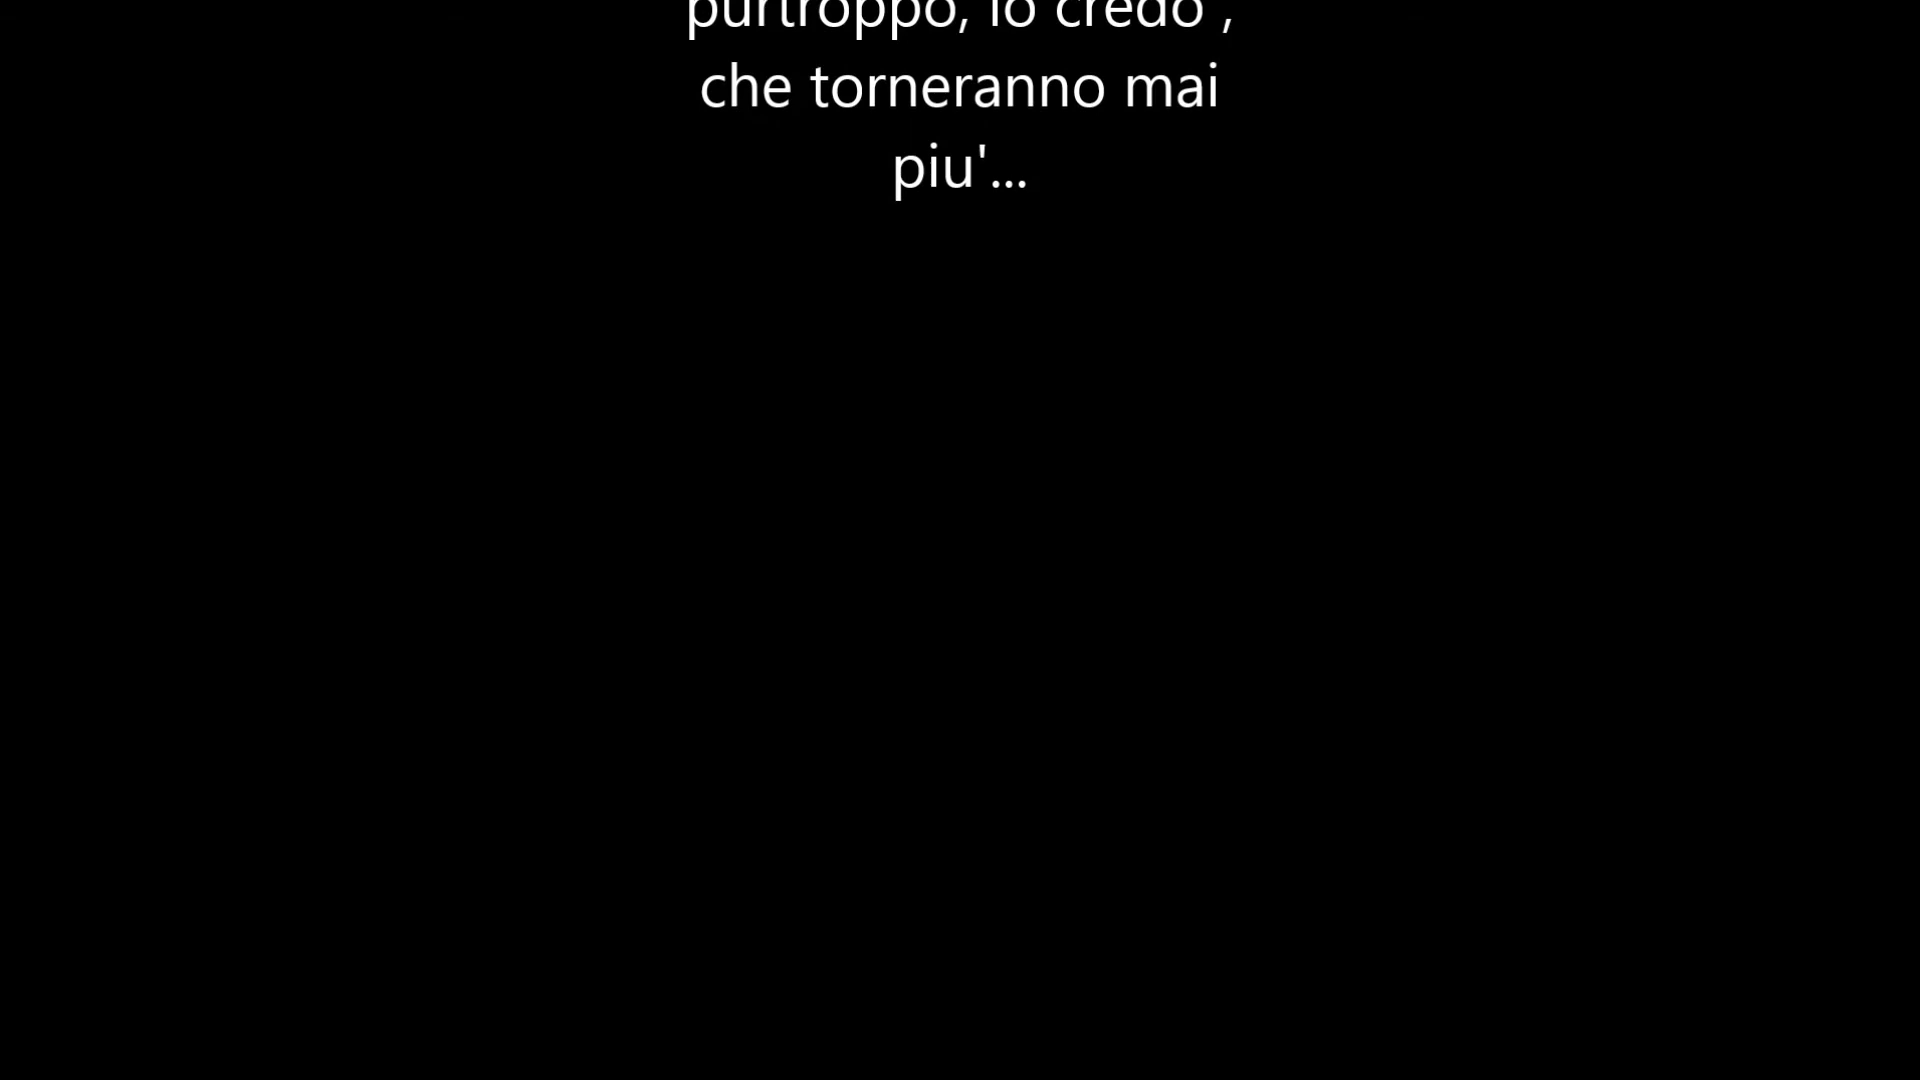 purtroppo, io credo ,
che torneranno mai
piu'...